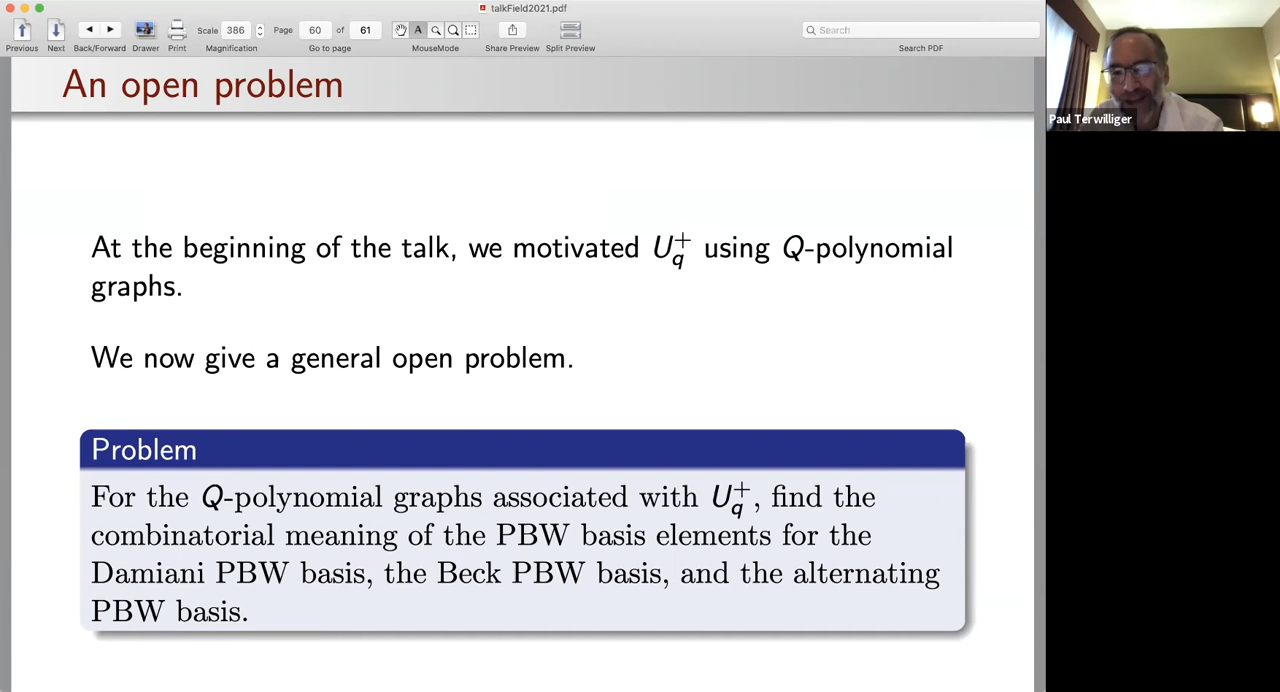 talkField2021.pdf
Scale 386 Page 60 of 61 A Search
Previous Next Back/Forward Drawer Print Magnification Go to page MouseMode Share Preview Split Preview Search PDF
An open problem
Paul Terwilliger
At the beginning of the talk, we motivated U_q^+ using Q-polynomial
graphs.
We now give a general open problem.
Problem
For the Q-polynomial graphs associated with U_q^+, find the
combinatorial meaning of the PBW basis elements for the
Damiani PBW basis, the Beck PBW basis, and the alternating
PBW basis.